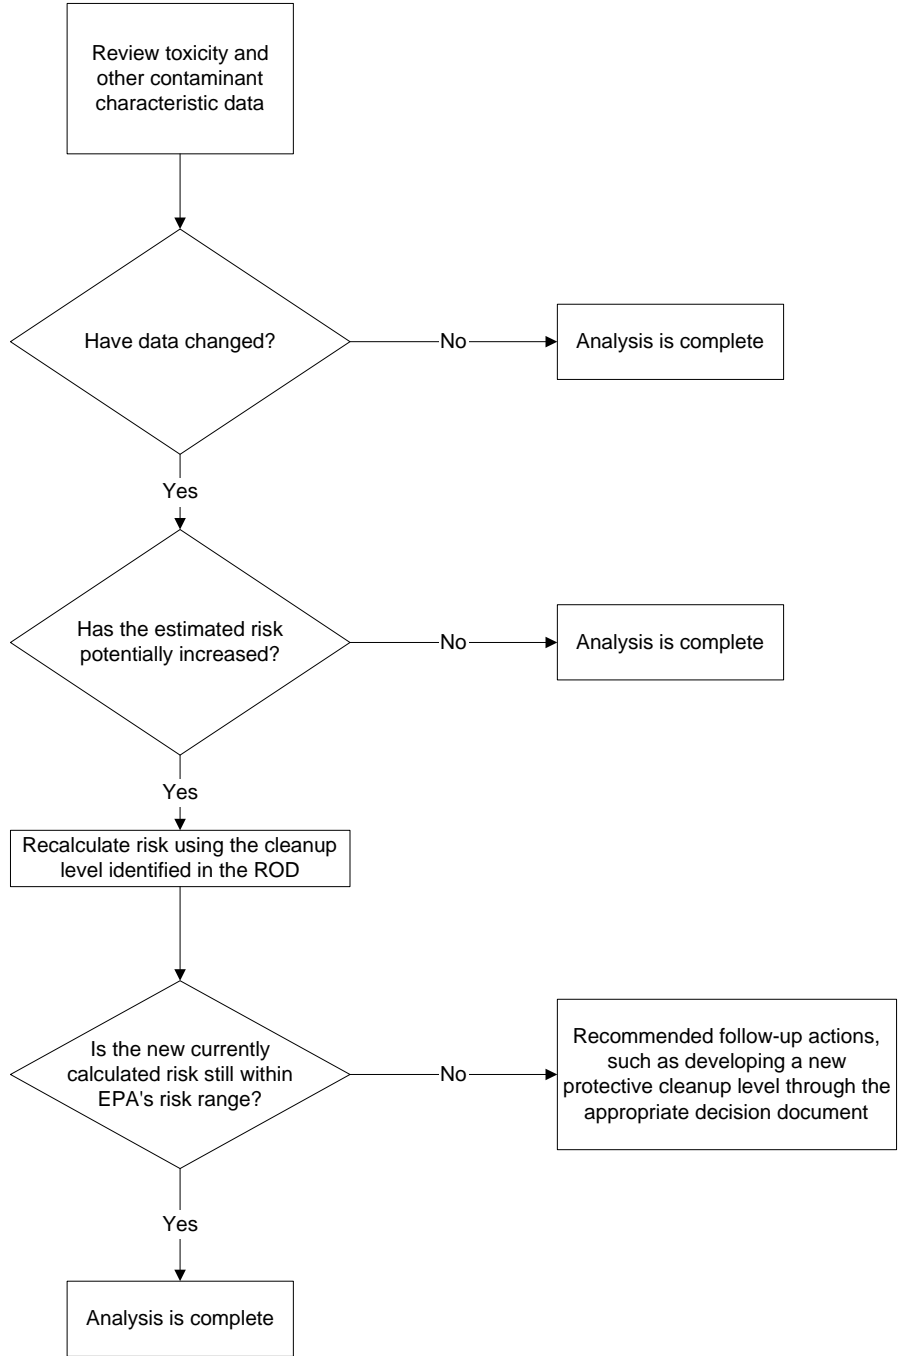 Review toxicity and
other contaminant
characteristic data
Have data changed?
No
Analysis is complete
Yes
Has the estimated risk
potentially increased?
No
Analysis is complete
Yes
Recalculate risk using the cleanup
level identified in the ROD
Is the new currently
calculated risk still within
EPA's risk range?
No
Recommended follow-up actions,
such as developing a new
protective cleanup level through the
appropriate decision document
Yes
Analysis is complete